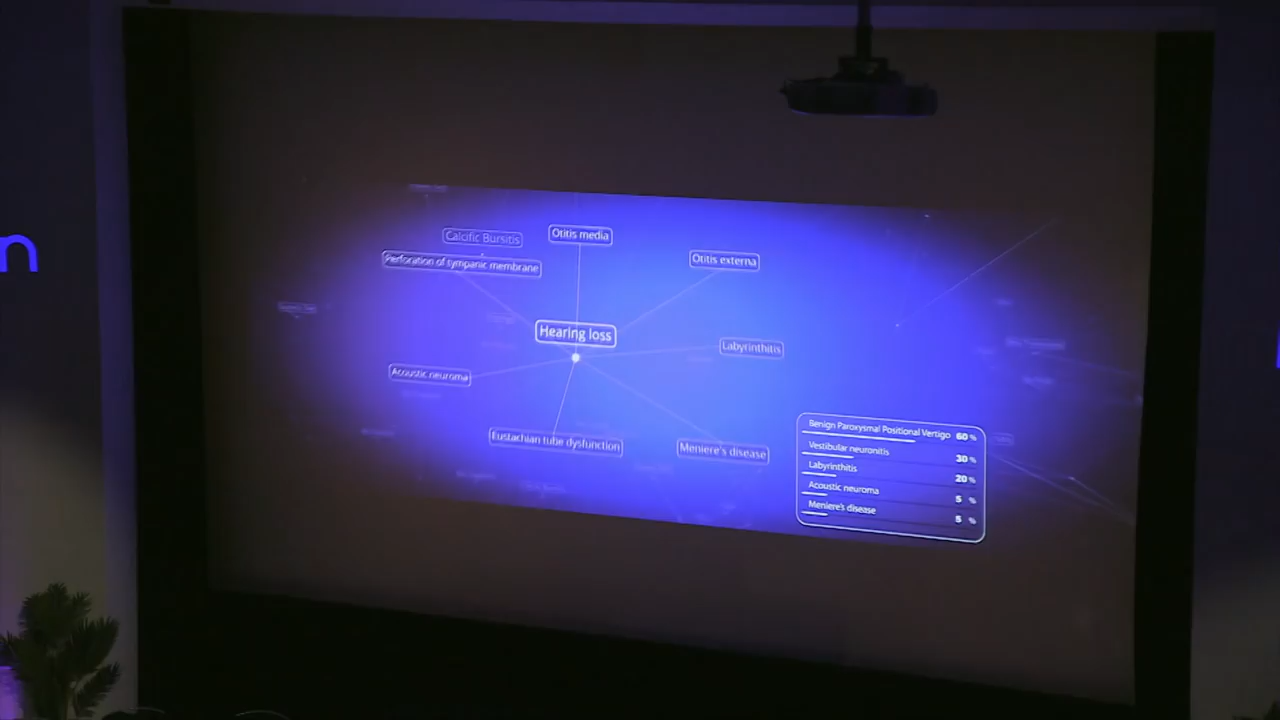 n
Calcific Bursitis
Otitis media
Perforation of tympanic membrane
Otitis externa
Hearing loss
Labyrinthitis
Acoustic neuroma
Eustachian tube dysfunction
Meniere's disease
Benign Paroxysmal Positional Vertigo 60 %
Vestibular neuronitis 30 %
Labyrinthitis 20 %
Acoustic neuroma 5 %
Meniere's disease 5 %